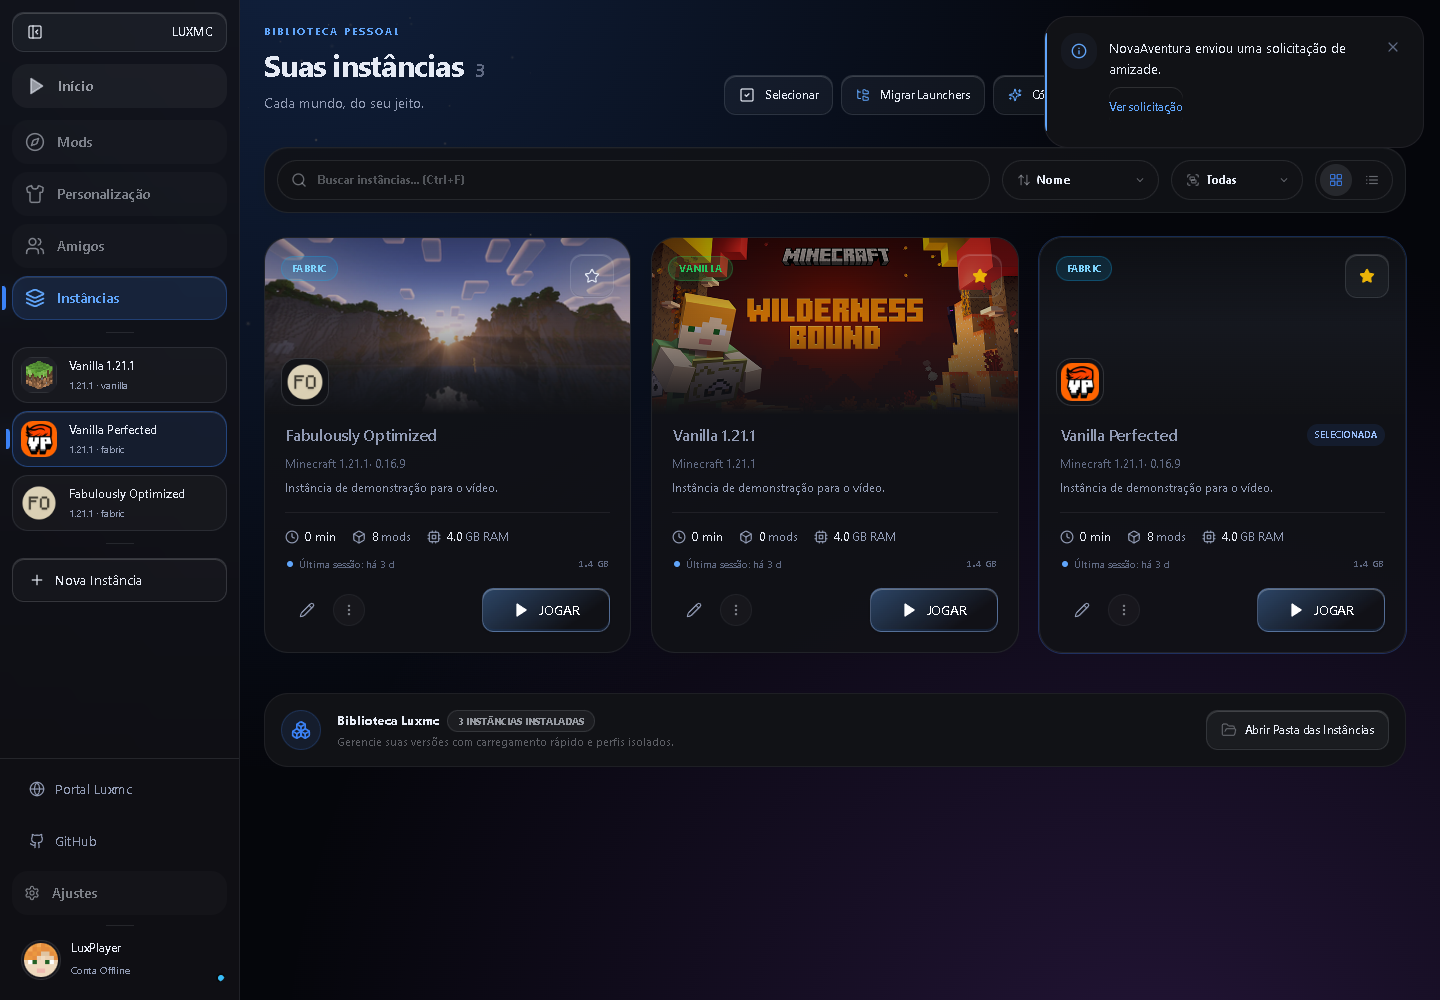 LUXMC
Início
Mods
Personalização
Amigos
Instâncias
Vanilla 1.21.1
1.21.1 · vanilla
Vanilla Perfected
1.21.1 · fabric
Fabulously Optimized
1.21.1 · fabric
Nova Instância
Portal Luxmc
GitHub
Ajustes
LuxPlayer
Conta Offline
BIBLIOTECA PESSOAL
Suas instâncias 3
Cada mundo, do seu jeito.
Selecionar
Migrar Launchers
Có
NovaAventura enviou uma solicitação de
amizade.
Ver solicitação
Buscar instâncias... (Ctrl+F)
Nome
Todas
FABRIC
FO
Fabulously Optimized
Minecraft 1.21.1· 0.16.9
Instância de demonstração para o vídeo.
0 min 8 mods 4.0 GB RAM
Última sessão: há 3 d 1.4 GB
JOGAR
VANILLA
MINECRAFT
WILDERNESS
BOUND
Vanilla 1.21.1
Minecraft 1.21.1
Instância de demonstração para o vídeo.
0 min 0 mods 4.0 GB RAM
Última sessão: há 3 d 1.4 GB
JOGAR
FABRIC
VP
Vanilla Perfected SELECIONADA
Minecraft 1.21.1· 0.16.9
Instância de demonstração para o vídeo.
0 min 8 mods 4.0 GB RAM
Última sessão: há 3 d 1.4 GB
JOGAR
Biblioteca Luxmc 3 INSTÂNCIAS INSTALADAS
Gerencie suas versões com carregamento rápido e perfis isolados.
Abrir Pasta das Instâncias